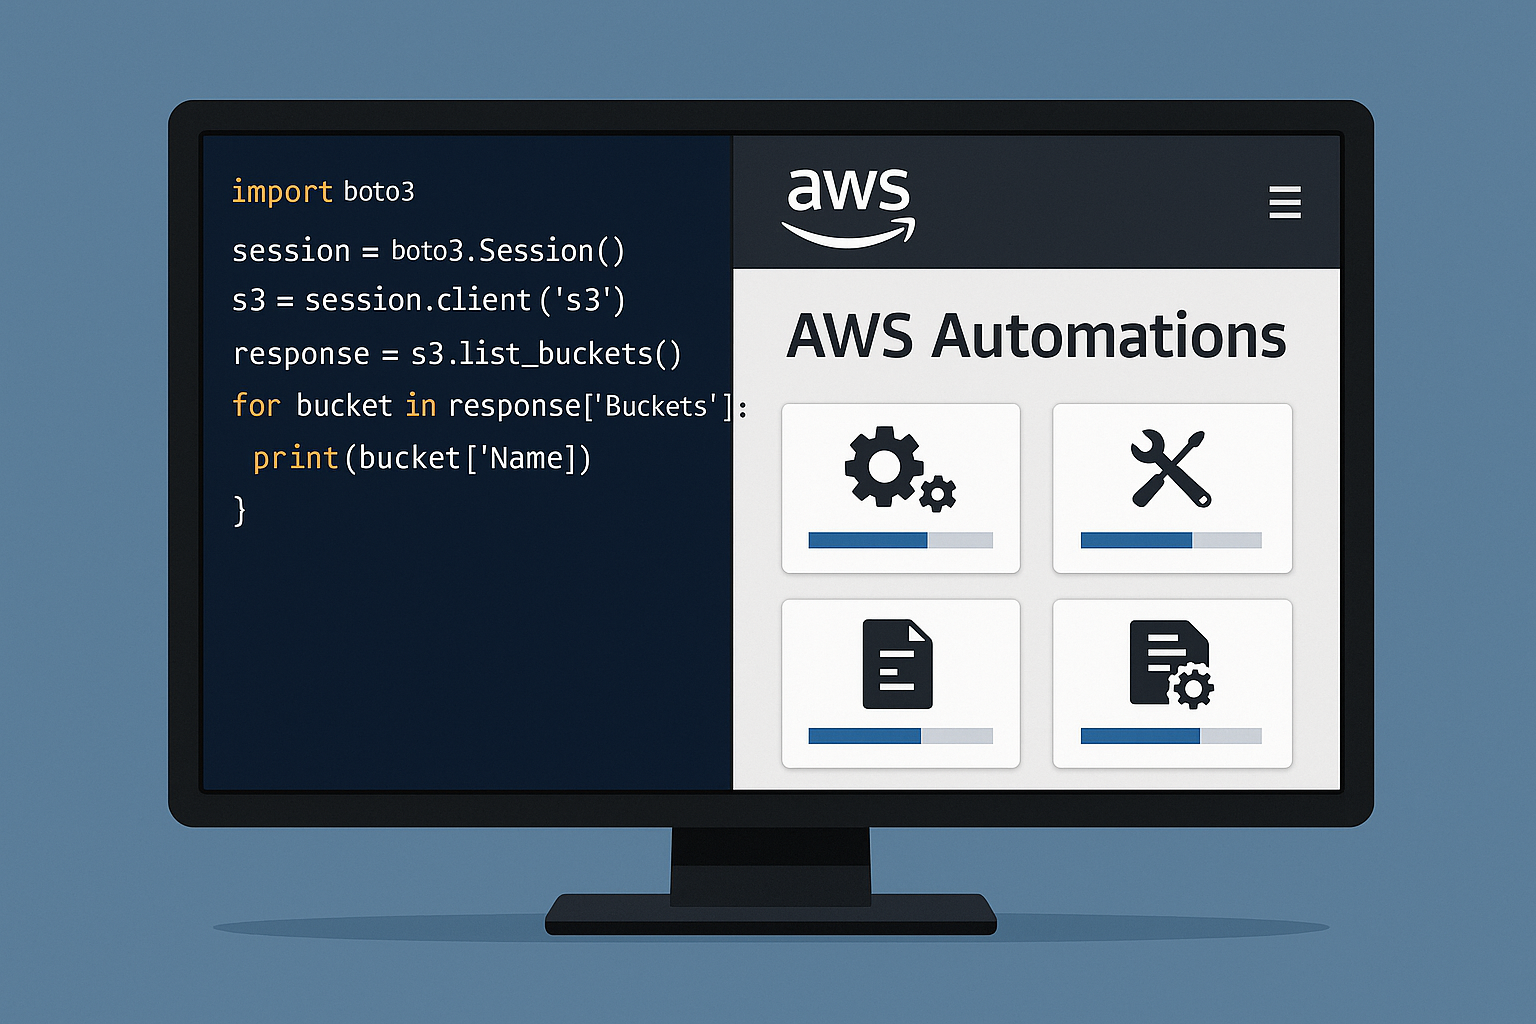 import boto3
session = boto3.Session()
s3 = session.client('s3')
response = s3.list_buckets()
for bucket in response['Buckets']:
print(bucket['Name])
}
aws
AWS Automations